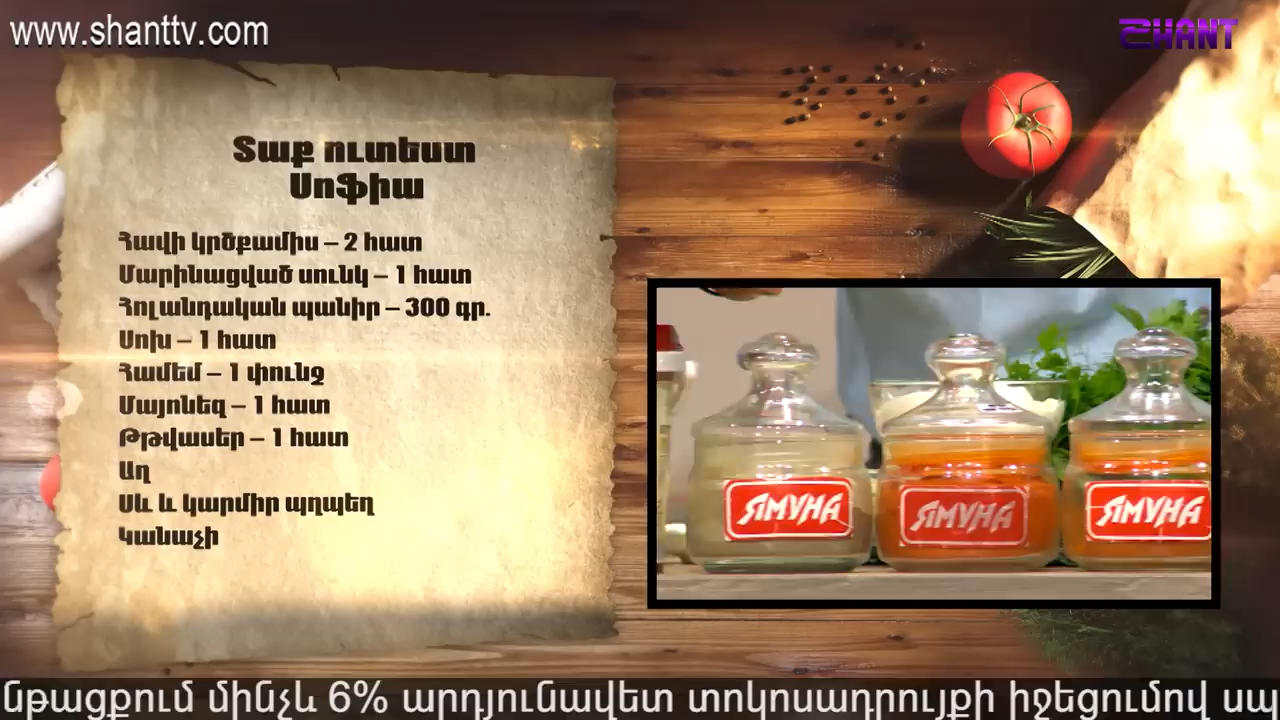 www.shanttv.com
SHANT
Տաք ուտեստ
Սոֆիա
Հավի կրծքամիս – 2 հատ
Մարինացված սունկ – 1 հատ
Հոլանդական պանիր – 300 գր.
Սոխ – 1 հատ
Համեմ – 1 փունջ
Մայոնեզ – 1 հատ
Թթվասեր – 1 հատ
Աղ
Սև և կարմիր պղպեղ
Կանաչի
ЯМУНА ЯМУНА ЯМУНА
նթացքում մինչև 6% արդյունավետ տոկոսադրույքի իջեցումով սպ